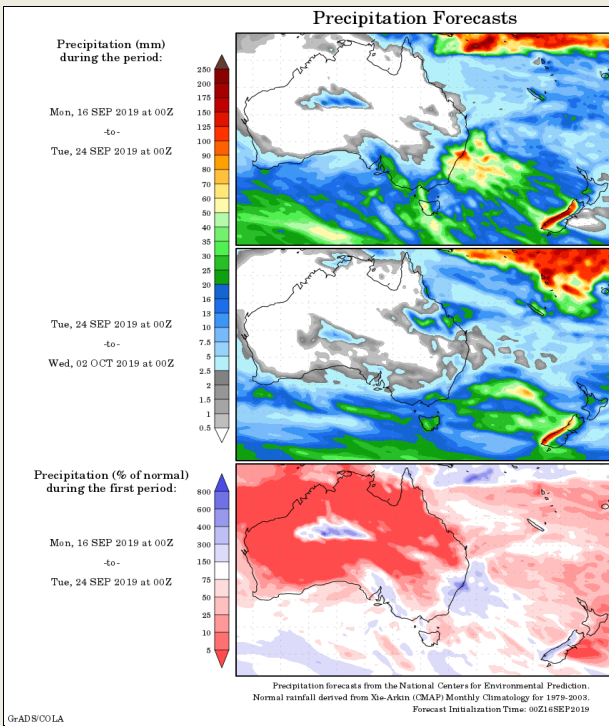 Precipitation Forecasts
Precipitation (mm)
during the period:
Mon, 16 SEP 2019 at 00Z
-to-
Tue, 24 SEP 2019 at 00Z
250
200
175
150
125
100
90
80
70
60
50
40
35
30
25
20
16
13
10
7.5
5
2.5
2
1.5
1
0.5
Tue, 24 SEP 2019 at 00Z
-to-
Wed, 02 OCT 2019 at 00Z
Precipitation (% of normal)
during the first period:
Mon, 16 SEP 2019 at 00Z
-to-
Tue, 24 SEP 2019 at 00Z
800
600
400
300
150
75
50
25
10
5
Precipitation forecasts from the National Centers for Environmental Prediction.
Normal rainfall derived from Xie-Arkin (CMAP) Monthly Climatology for 1979-2003.
Forecast Initialization Time: 00Z16SEP2019
GrADS/COLA